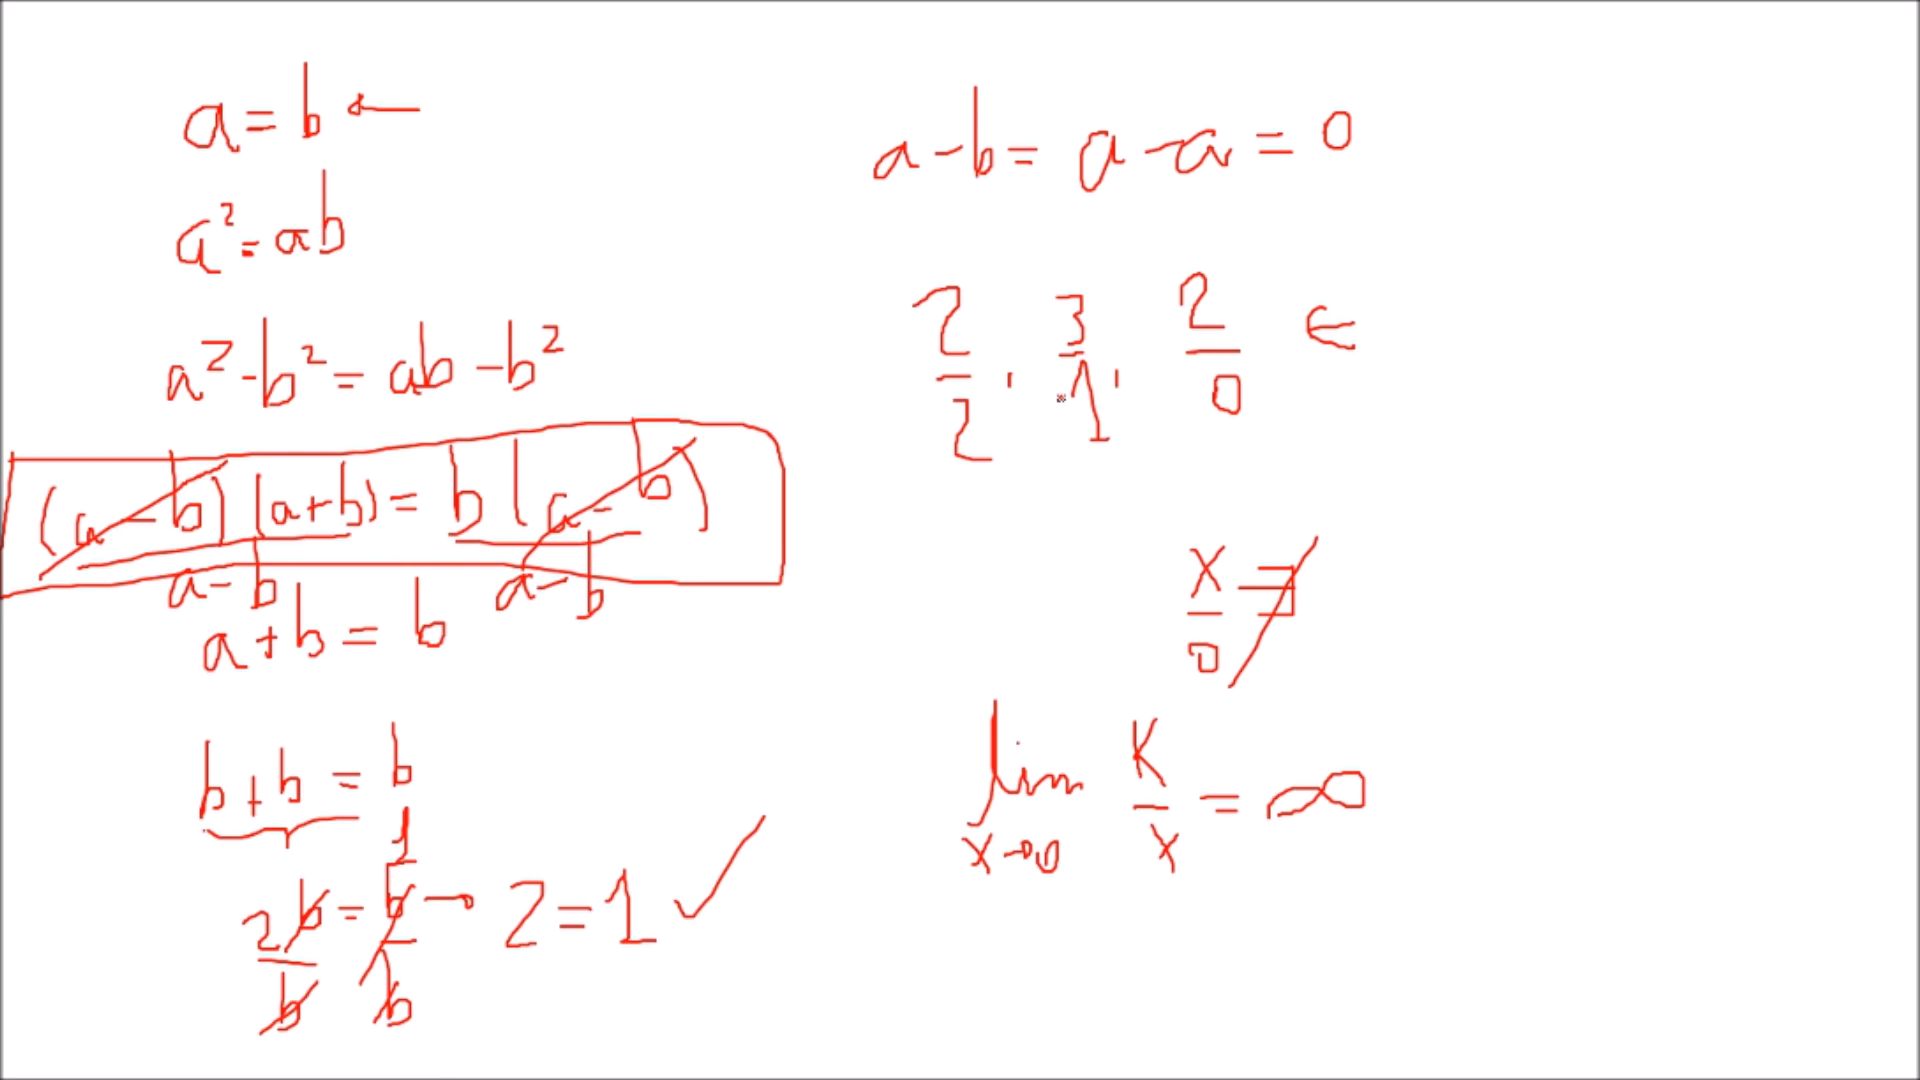 a = b ←
a² = ab
a² - b² = ab - b²
(a - b) (a + b) = b (a - b)
a - b a - b
a + b = b
b + b = b
1
2b = b → 2 = 1 ✓
b b
a - b = a - a = 0
2/2 . 3/1 . 2/0 ∈
x/0 ∄
lim K/x = ∞
x→0